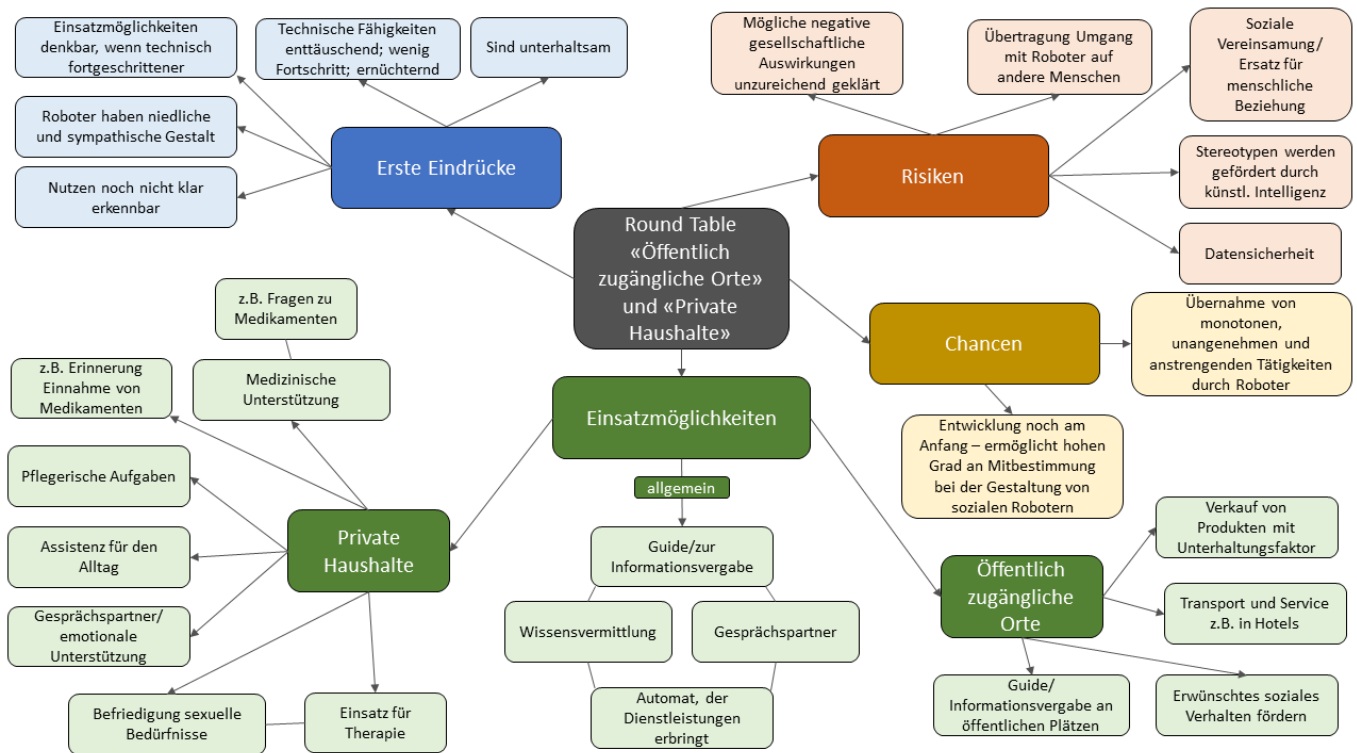 Einsatzmöglichkeiten
denkbar, wenn technisch
fortgeschrittener
Technische Fähigkeiten
enttäuschend; wenig
Fortschritt; ernüchternd
Sind unterhaltsam
Roboter haben niedliche
und sympathische Gestalt
Nutzen noch nicht klar
erkennbar
Erste Eindrücke
Mögliche negative
gesellschaftliche
Auswirkungen
unzureichend geklärt
Übertragung Umgang
mit Roboter auf
andere Menschen
Soziale
Vereinsamung/
Ersatz für
menschliche
Beziehung
Risiken
Stereotypen werden
gefördert durch
künstl. Intelligenz
Datensicherheit
Round Table
«Öffentlich
zugängliche Orte»
und «Private
Haushalte»
Chancen
Übernahme von
monotonen,
unangenehmen und
anstrengenden Tätigkeiten
durch Roboter
Entwicklung noch am
Anfang – ermöglicht hohen
Grad an Mitbestimmung
bei der Gestaltung von
sozialen Robotern
z.B. Fragen zu
Medikamenten
z.B. Erinnerung
Einnahme von
Medikamenten
Medizinische
Unterstützung
Einsatzmöglichkeiten
Pflegerische Aufgaben
Private
Haushalte
Assistenz für den
Alltag
Gesprächspartner/
emotionale
Unterstützung
Befriedigung sexuelle
Bedürfnisse
Einsatz für
Therapie
allgemein
Guide/zur
Informationsvergabe
Wissensvermittlung
Gesprächspartner
Automat, der
Dienstleistungen
erbringt
Öffentlich
zugängliche
Orte
Verkauf von
Produkten mit
Unterhaltungsfaktor
Transport und Service
z.B. in Hotels
Guide/
Informationsvergabe an
öffentlichen Plätzen
Erwünschtes soziales
Verhalten fördern